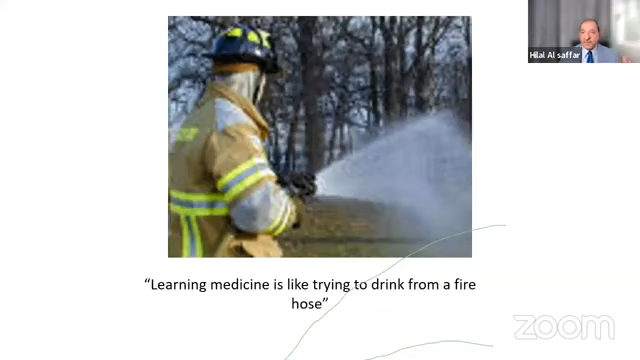 Hilal Al saffar
“Learning medicine is like trying to drink from a fire
hose”
zoom